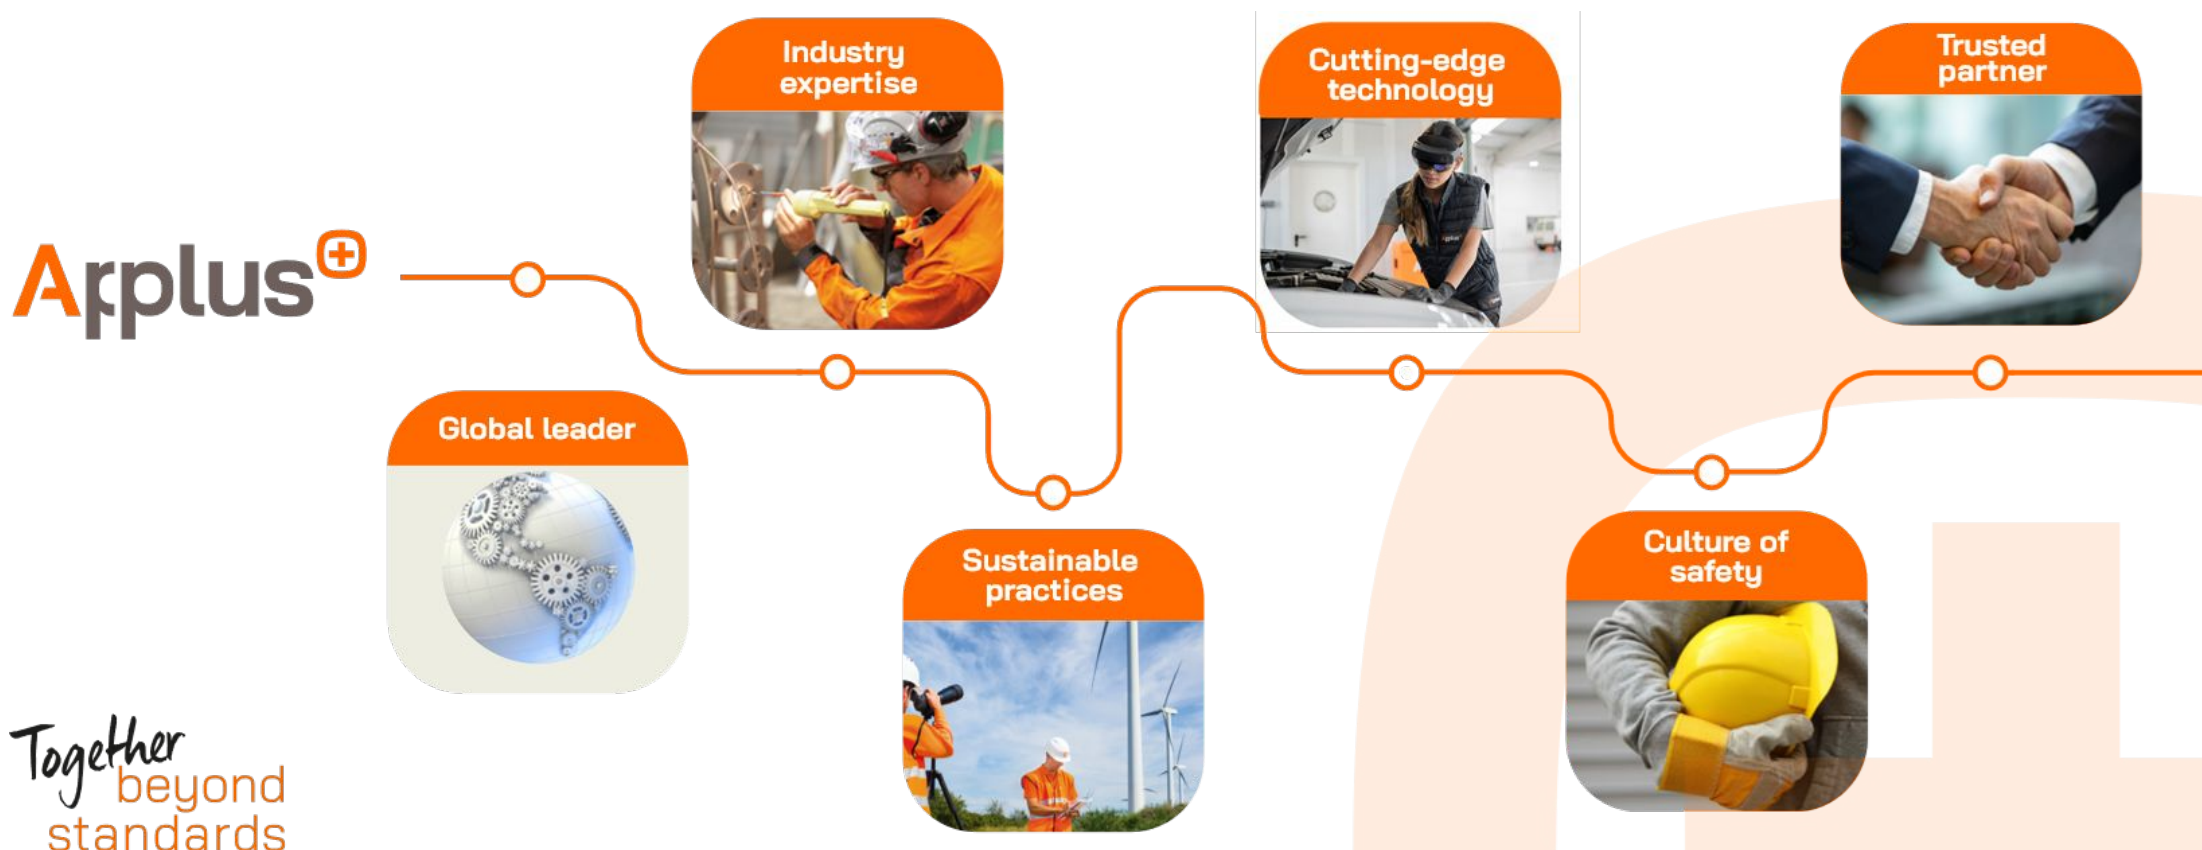 Applus+
Global leader
Industry
expertise
Sustainable
practices
Cutting-edge
technology
Culture of
safety
Trusted
partner
Together
beyond
standards